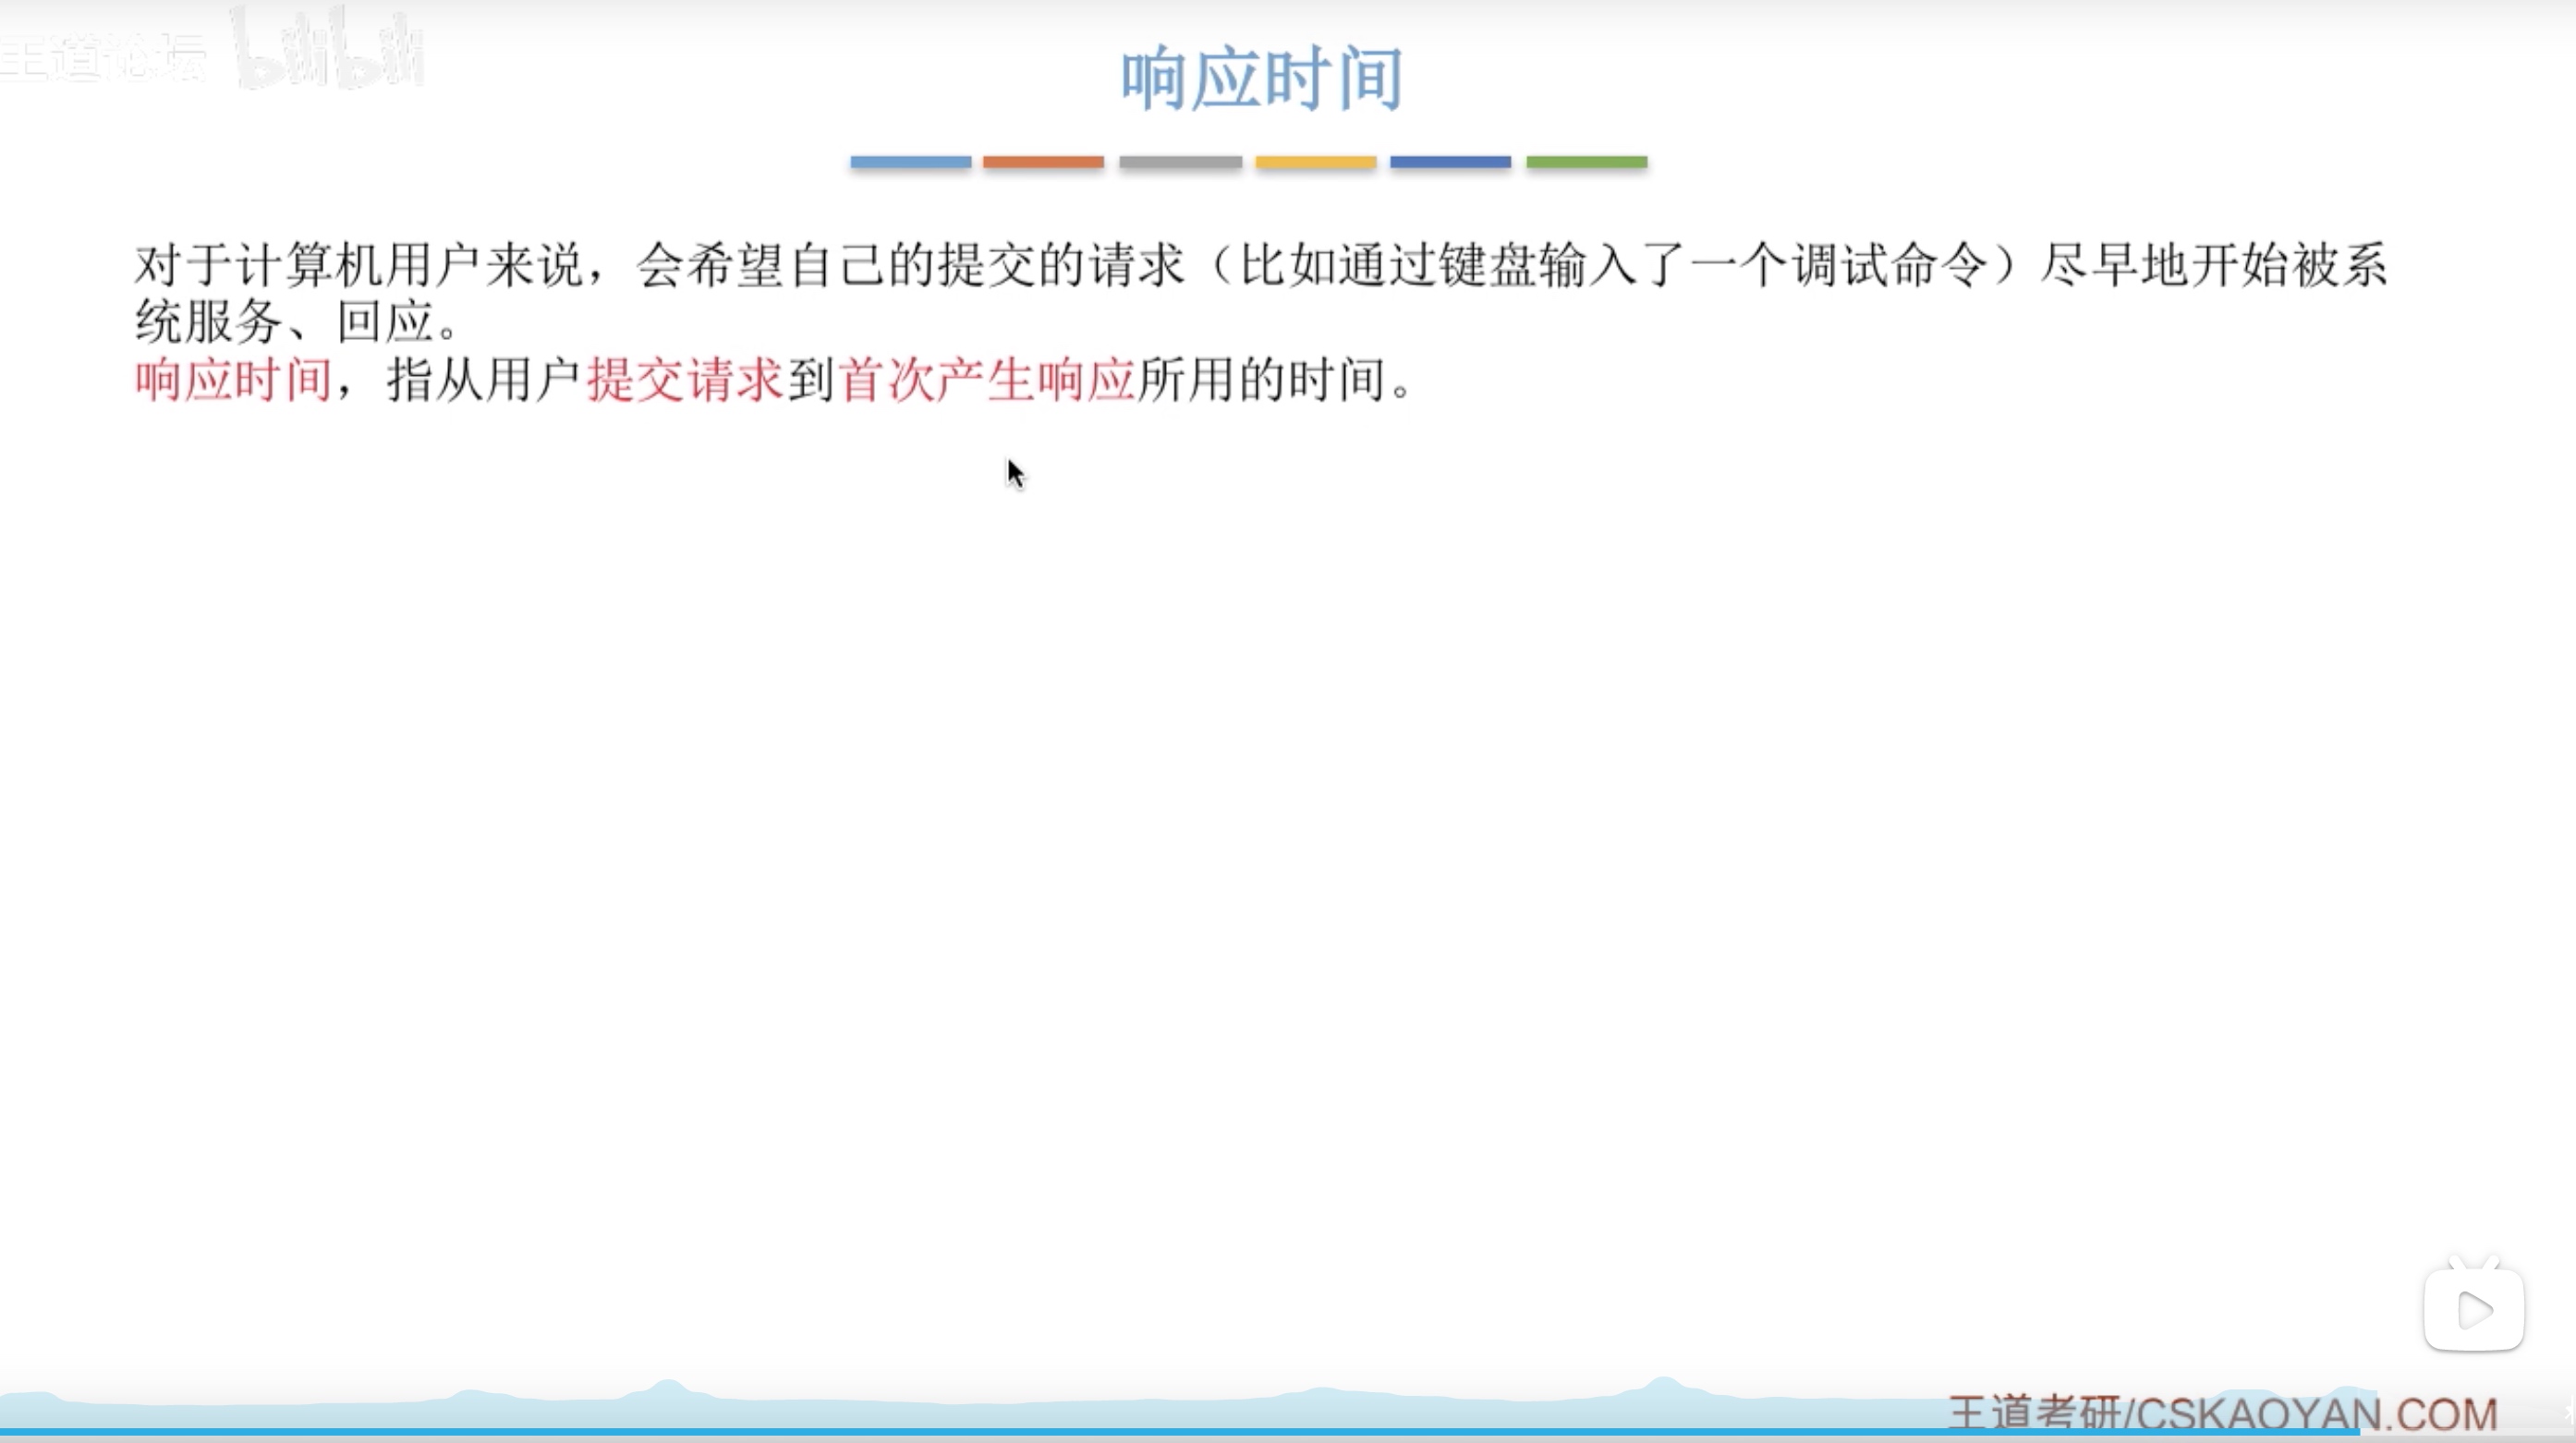 王道论坛 bilibili
响应时间
对于计算机用户来说，会希望自己的提交的请求（比如通过键盘输入了一个调试命令）尽早地开始被系
统服务、回应。
响应时间，指从用户提交请求到首次产生响应所用的时间。
王道考研/CSKAOYAN.COM